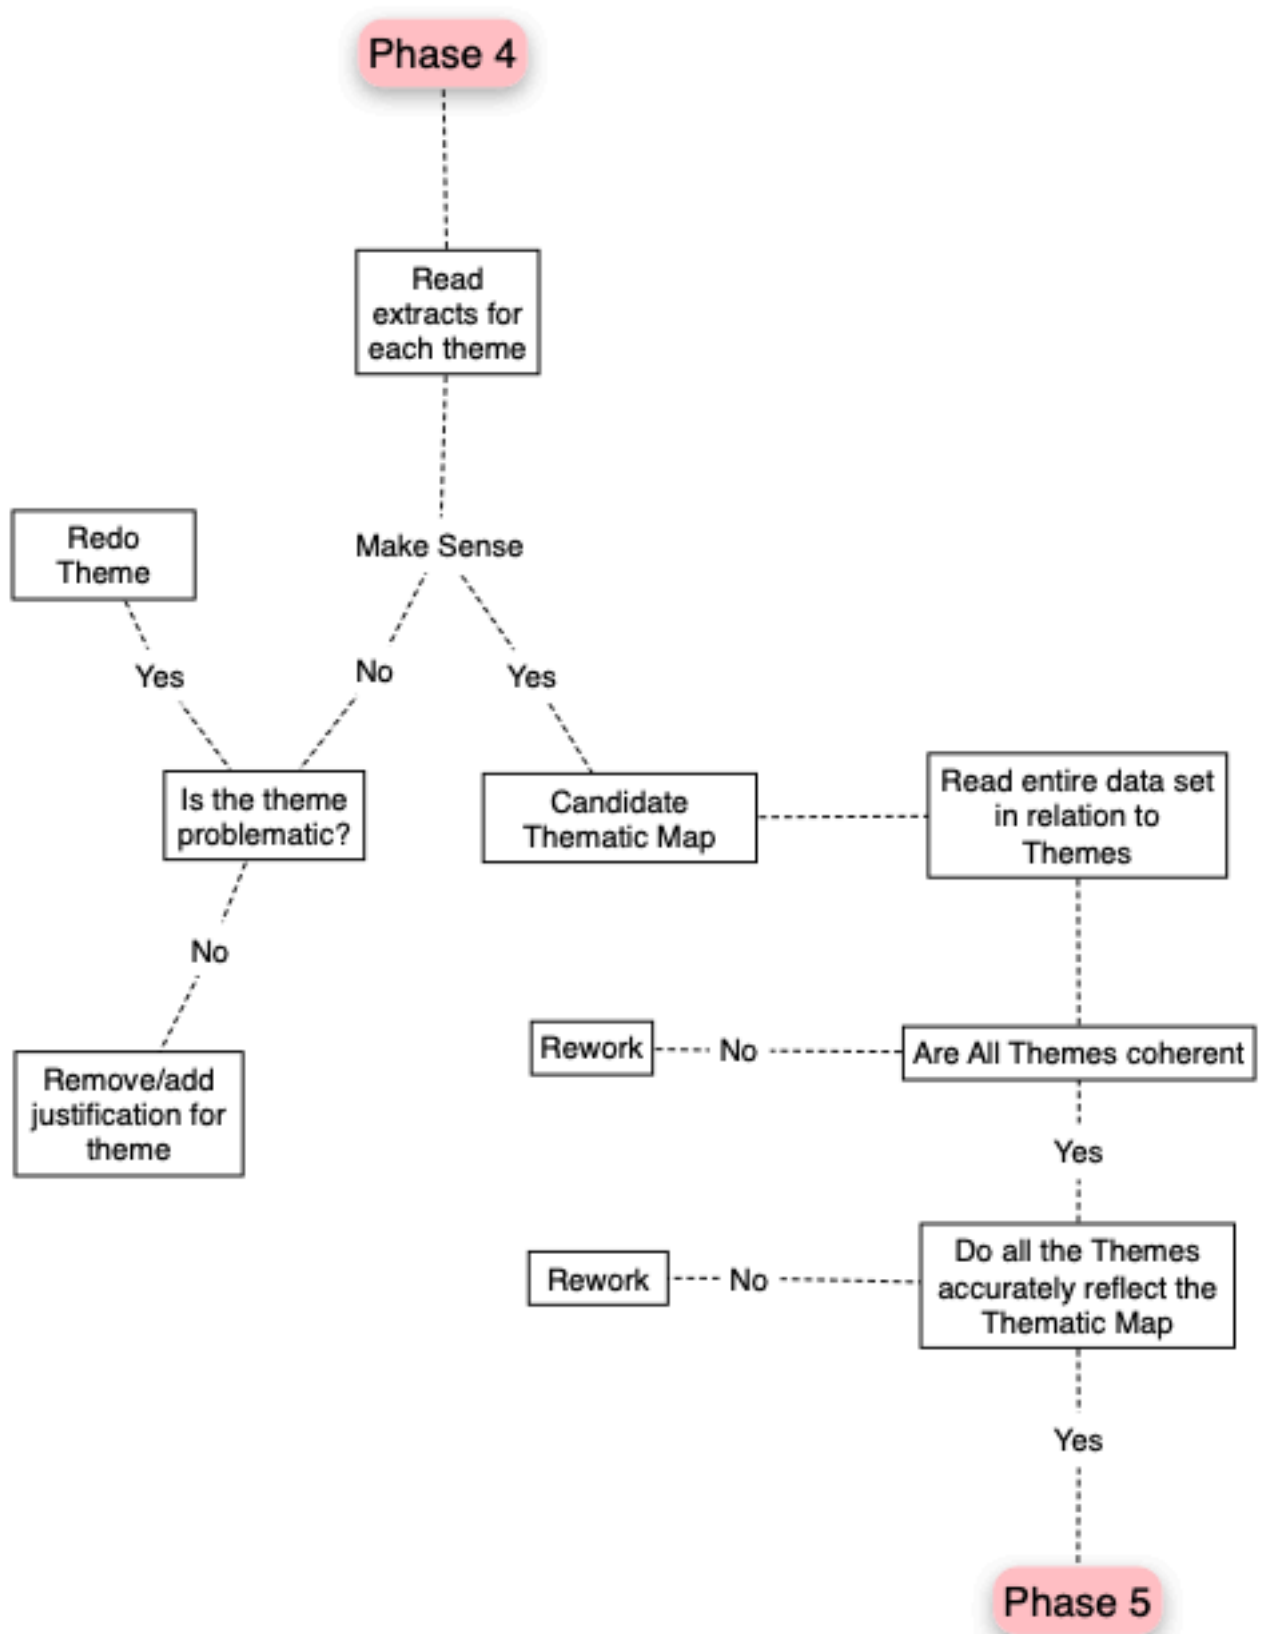 Phase 4
Read
extracts for
each theme
Make Sense
Redo
Theme
Yes
No
Yes
Is the theme
problematic?
Candidate
Thematic Map
Read entire data set
in relation to
Themes
No
Remove/add
justification for
theme
Rework
No
Are All Themes coherent
Yes
Rework
No
Do all the Themes
accurately reflect the
Thematic Map
Yes
Phase 5